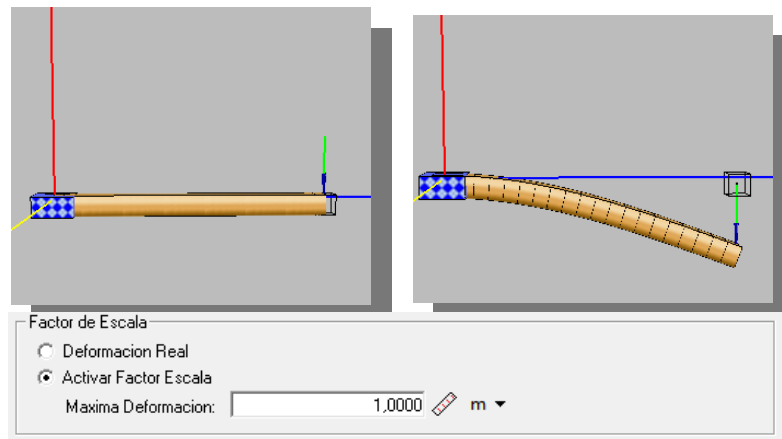 Factor de Escala
Deformacion Real
Activar Factor Escala
Maxima Deformacion: 1,0000 m